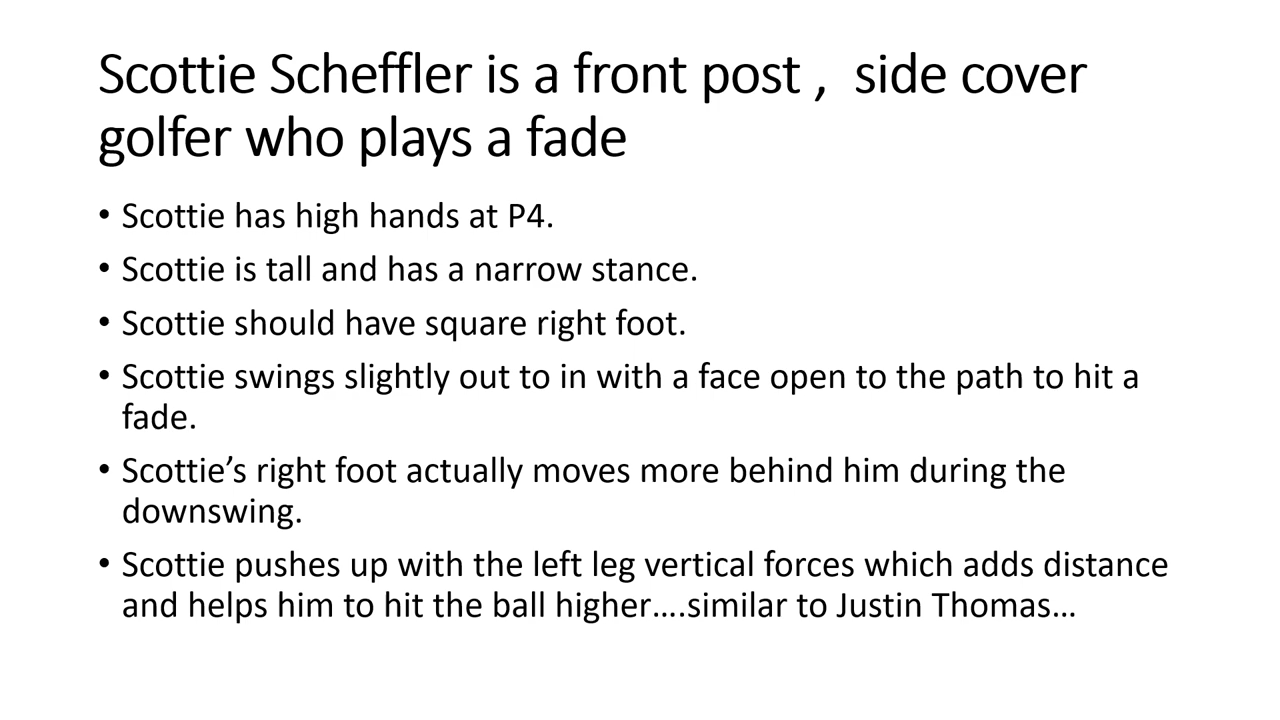 Scottie Scheffler is a front post ,  side cover
golfer who plays a fade
• Scottie has high hands at P4.
• Scottie is tall and has a narrow stance.
• Scottie should have square right foot.
• Scottie swings slightly out to in with a face open to the path to hit a
fade.
• Scottie’s right foot actually moves more behind him during the
downswing.
• Scottie pushes up with the left leg vertical forces which adds distance
and helps him to hit the ball higher….similar to Justin Thomas…